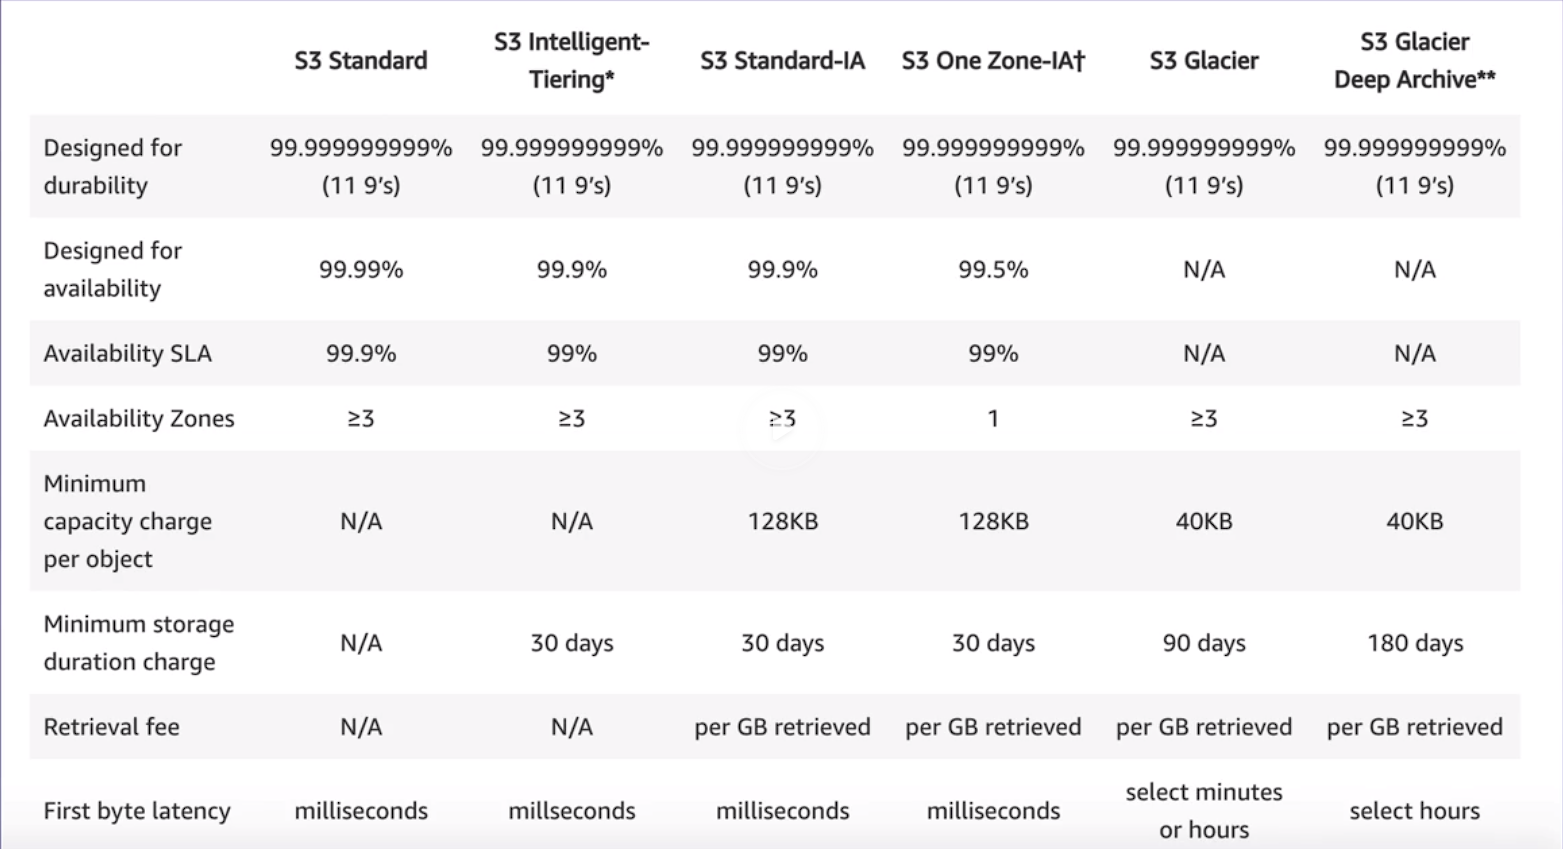 S3 Standard S3 Intelligent-Tiering* S3 Standard-IA S3 One Zone-IA† S3 Glacier S3 Glacier Deep Archive**
Designed for durability 99.999999999% (11 9’s) 99.999999999% (11 9’s) 99.999999999% (11 9’s) 99.999999999% (11 9’s) 99.999999999% (11 9’s) 99.999999999% (11 9’s)
Designed for availability 99.99% 99.9% 99.9% 99.5% N/A N/A
Availability SLA 99.9% 99% 99% 99% N/A N/A
Availability Zones ≥3 ≥3 ≥3 1 ≥3 ≥3
Minimum capacity charge per object N/A N/A 128KB 128KB 40KB 40KB
Minimum storage duration charge N/A 30 days 30 days 30 days 90 days 180 days
Retrieval fee N/A N/A per GB retrieved per GB retrieved per GB retrieved per GB retrieved
First byte latency milliseconds millseconds milliseconds milliseconds select minutes or hours select hours